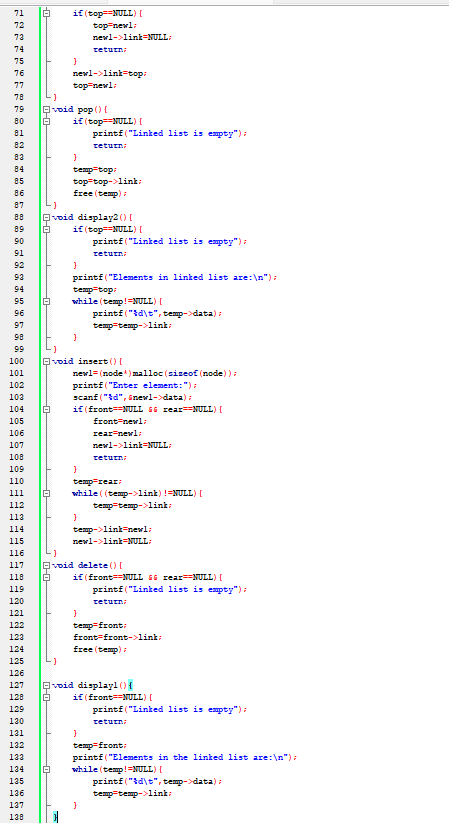 71 if(top==NULL){
72 top=new1;
73 new1->link=NULL;
74 return;
75 }
76 new1->link=top;
77 top=new1;
78 }
79 void pop(){
80 if(top==NULL){
81 printf("Linked list is empty");
82 return;
83 }
84 temp=top;
85 top=top->link;
86 free(temp);
87 }
88 void display2(){
89 if(top==NULL){
90 printf("Linked list is empty");
91 return;
92 }
93 printf("Elements in linked list are:\n");
94 temp=top;
95 while(temp!=NULL){
96 printf("%d\t",temp->data);
97 temp=temp->link;
98 }
99 }
100 void insert(){
101 new1=(node*)malloc(sizeof(node));
102 printf("Enter element:");
103 scanf("%d",&new1->data);
104 if(front==NULL && rear==NULL){
105 front=new1;
106 rear=new1;
107 new1->link=NULL;
108 return;
109 }
110 temp=rear;
111 while((temp->link)!=NULL){
112 temp=temp->link;
113 }
114 temp->link=new1;
115 new1->link=NULL;
116 }
117 void delete(){
118 if(front==NULL && rear==NULL){
119 printf("Linked list is empty");
120 return;
121 }
122 temp=front;
123 front=front->link;
124 free(temp);
125 }
126
127 void display1(){
128 if(front==NULL){
129 printf("Linked list is empty");
130 return;
131 }
132 temp=front;
133 printf("Elements in the linked list are:\n");
134 while(temp!=NULL){
135 printf("%d\t",temp->data);
136 temp=temp->link;
137 }
138 }